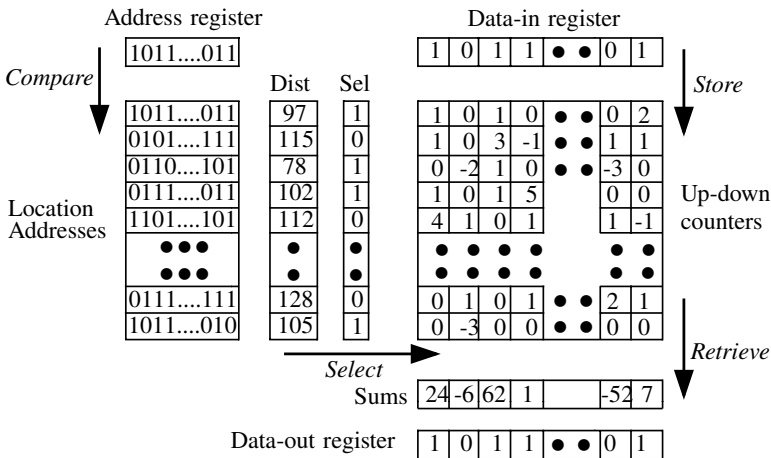 Address register Data-in register
1011....011 1 0 1 1 ● ● 0 1
Compare Dist Sel Store
1011....011 97 1 1 0 1 0 ● ● 0 2
0101....111 115 0 1 0 3 -1 ● ● 1 1
0110....101 78 1 0 -2 1 0 ● ● -3 0
0111....011 102 1 1 0 1 5 0 0
1101....101 112 0 4 1 0 1 1 -1
Location Addresses
Up-down counters
0111....111 128 0 0 1 0 1 ● ● 2 1
1011....010 105 1 0 -3 0 0 ● ● 0 0
Select Retrieve
Sums 24 -6 62 1 -52 7
Data-out register 1 0 1 1 ● ● 0 1